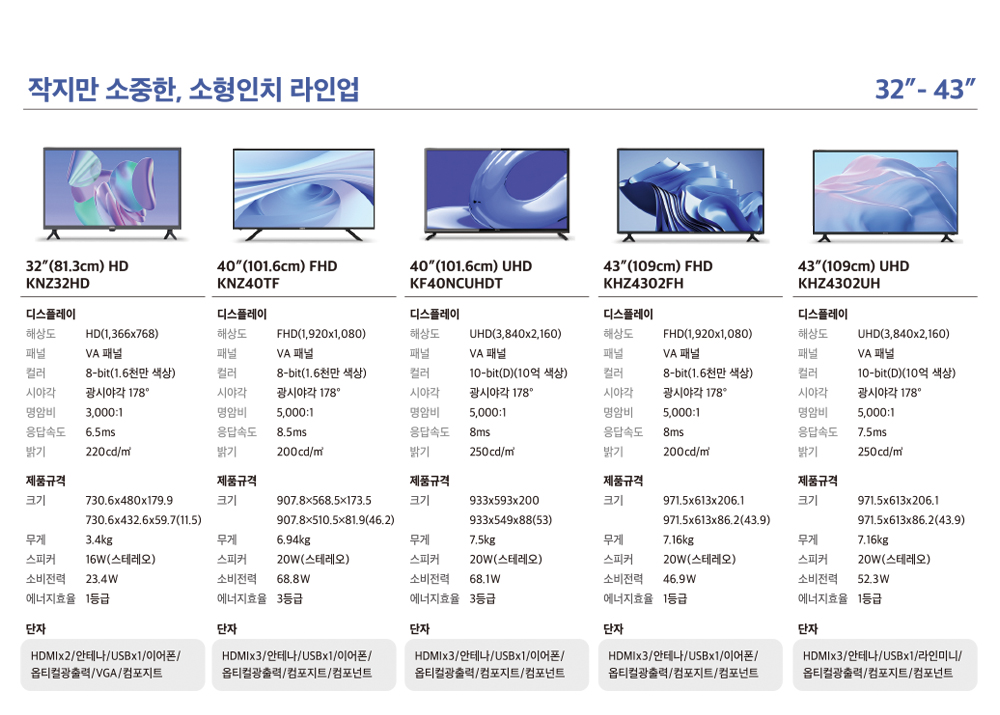 작지만 소중한, 소형인치 라인업
32”- 43”
32”(81.3cm) HD
KNZ32HD
디스플레이
해상도 HD(1,366x768)
패널 VA 패널
컬러 8-bit(1.6천만 색상)
시야각 광시야각 178°
명암비 3,000:1
응답속도 6.5ms
밝기 220cd/㎡
제품규격
크기 730.6x480x179.9
730.6x432.6x59.7(11.5)
무게 3.4kg
스피커 16W(스테레오)
소비전력 23.4W
에너지효율 1등급
단자
HDMIx2/안테나/USBx1/이어폰/
옵티컬광출력/VGA/컴포지트
40”(101.6cm) FHD
KNZ40TF
디스플레이
해상도 FHD(1,920x1,080)
패널 VA 패널
컬러 8-bit(1.6천만 색상)
시야각 광시야각 178°
명암비 5,000:1
응답속도 8.5ms
밝기 200cd/㎡
제품규격
크기 907.8×568.5×173.5
907.8×510.5×81.9(46.2)
무게 6.94kg
스피커 20W(스테레오)
소비전력 68.8W
에너지효율 3등급
단자
HDMIx3/안테나/USBx1/이어폰/
옵티컬광출력/컴포지트/컴포넌트
40”(101.6cm) UHD
KF40NCUHDT
디스플레이
해상도 UHD(3,840x2,160)
패널 VA 패널
컬러 10-bit(D)(10억 색상)
시야각 광시야각 178°
명암비 5,000:1
응답속도 8ms
밝기 250cd/㎡
제품규격
크기 933x593x200
933x549x88(53)
무게 7.5kg
스피커 20W(스테레오)
소비전력 68.1W
에너지효율 3등급
단자
HDMIx3/안테나/USBx1/이어폰/
옵티컬광출력/컴포지트/컴포넌트
43”(109cm) FHD
KHZ4302FH
디스플레이
해상도 FHD(1,920x1,080)
패널 VA 패널
컬러 8-bit(1.6천만 색상)
시야각 광시야각 178°
명암비 5,000:1
응답속도 8ms
밝기 200cd/㎡
제품규격
크기 971.5x613x206.1
971.5x613x86.2(43.9)
무게 7.16kg
스피커 20W(스테레오)
소비전력 46.9W
에너지효율 1등급
단자
HDMIx3/안테나/USBx1/이어폰/
옵티컬광출력/컴포지트/컴포넌트
43”(109cm) UHD
KHZ4302UH
디스플레이
해상도 UHD(3,840x2,160)
패널 VA 패널
컬러 10-bit(D)(10억 색상)
시야각 광시야각 178°
명암비 5,000:1
응답속도 7.5ms
밝기 250cd/㎡
제품규격
크기 971.5x613x206.1
971.5x613x86.2(43.9)
무게 7.16kg
스피커 20W(스테레오)
소비전력 52.3W
에너지효율 1등급
단자
HDMIx3/안테나/USBx1/라인미니/
옵티컬광출력/컴포지트/컴포넌트